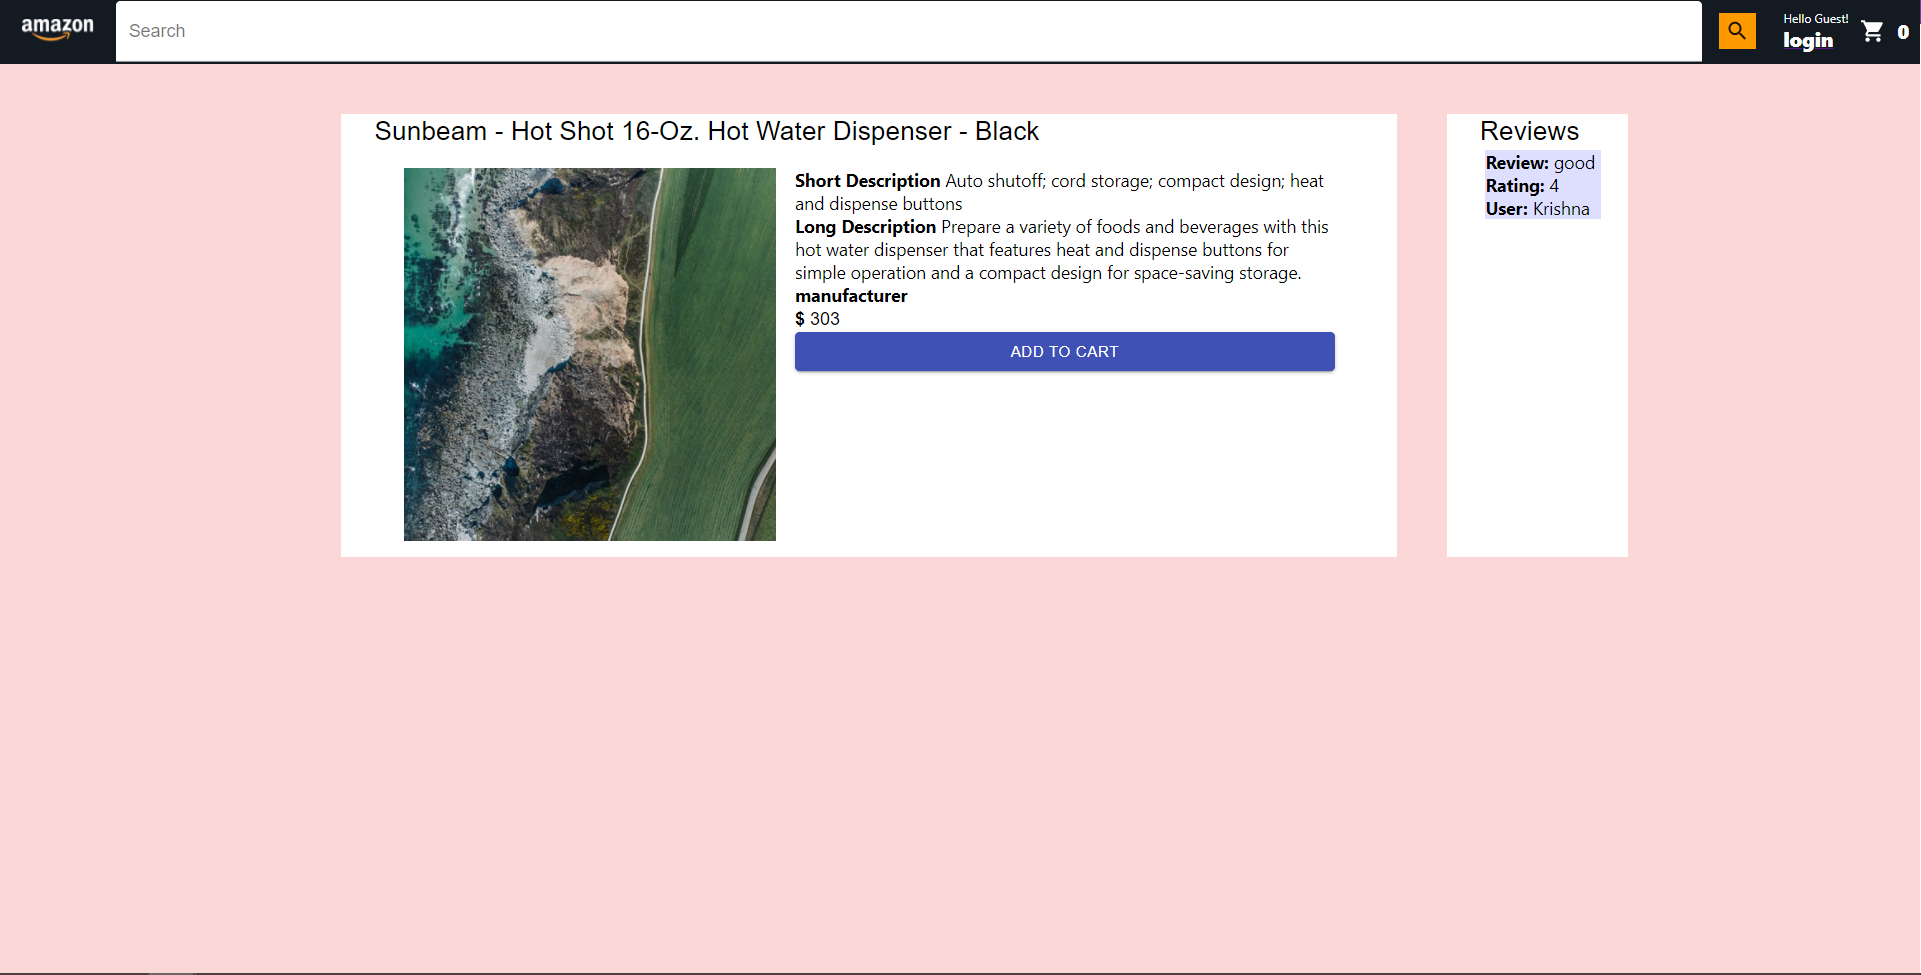 amazon
Search
Hello Guest!
login
0
Sunbeam - Hot Shot 16-Oz. Hot Water Dispenser - Black
Short Description Auto shutoff; cord storage; compact design; heat
and dispense buttons
Long Description Prepare a variety of foods and beverages with this
hot water dispenser that features heat and dispense buttons for
simple operation and a compact design for space-saving storage.
manufacturer
$ 303
ADD TO CART
Reviews
Review: good
Rating: 4
User: Krishna